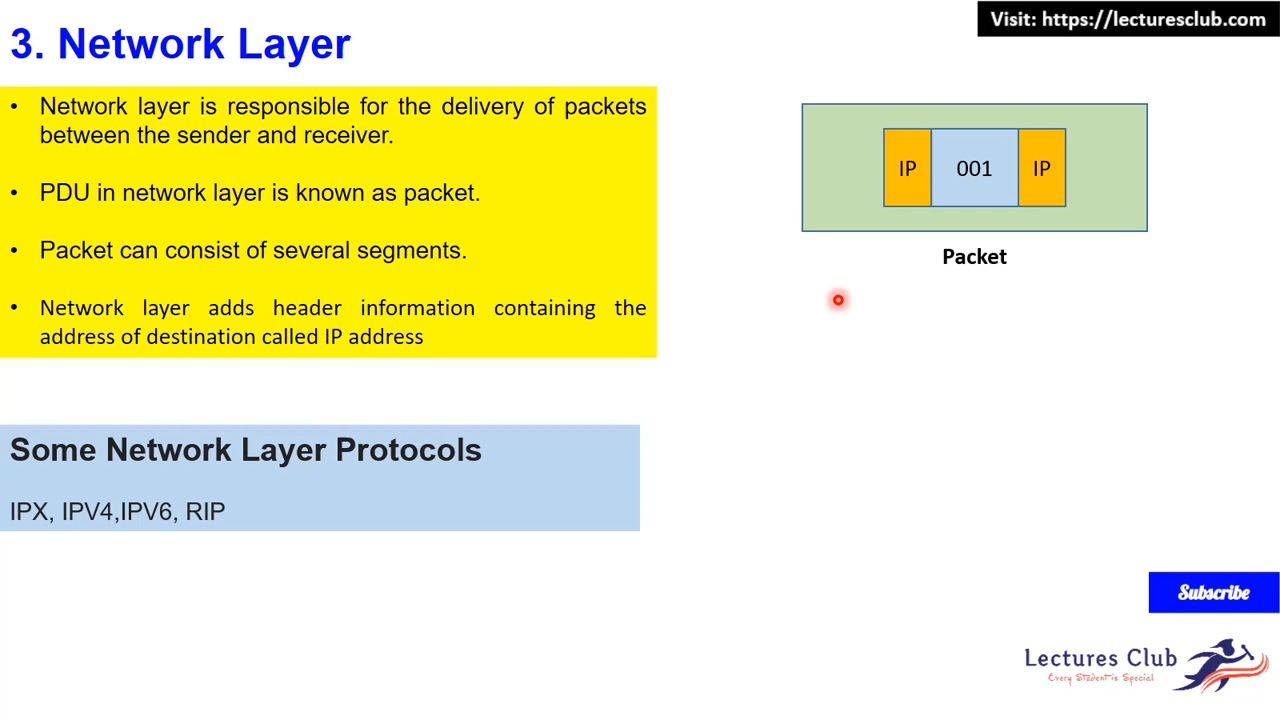 Visit: https://lecturesclub.com
3. Network Layer
• Network layer is responsible for the delivery of packets
between the sender and receiver.
• PDU in network layer is known as packet.
• Packet can consist of several segments.
• Network layer adds header information containing the
address of destination called IP address
IP 001 IP
Packet
Some Network Layer Protocols
IPX, IPV4,IPV6, RIP
Subscribe
Lectures Club
Every Student is Special